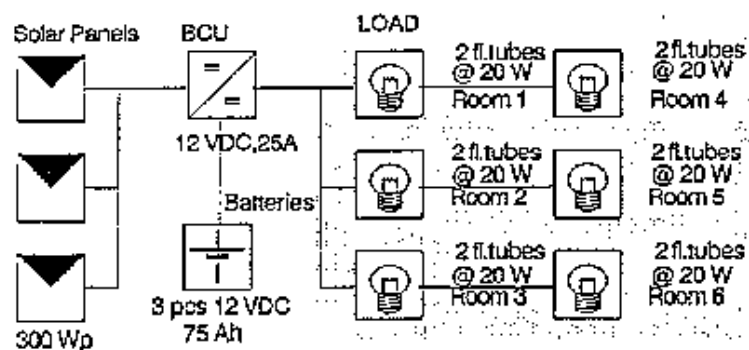 Solar Panels
BCU
LOAD
2 fl.tubes
@ 20 W
Room 1
2 fl.tubes
@ 20 W
Room 4
12 VDC,25A
2 fl.tubes
@ 20 W
Room 2
2 fl.tubes
@ 20 W
Room 5
Batteries
2 fl.tubes
@ 20 W
Room 3
2 fl.tubes
@ 20 W
Room 6
3 pcs 12 VDC
75 Ah
300 Wp